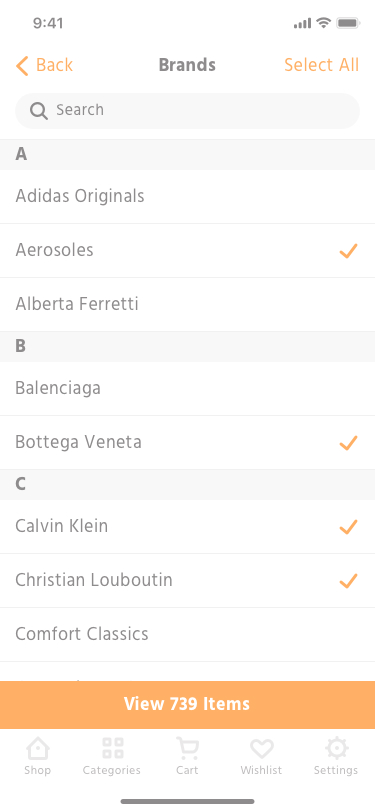 9:41
Back Brands Select All
Search
A
Adidas Originals
Aerosoles
Alberta Ferretti
B
Balenciaga
Bottega Veneta
C
Calvin Klein
Christian Louboutin
Comfort Classics
View 739 Items
Shop Categories Cart Wishlist Settings